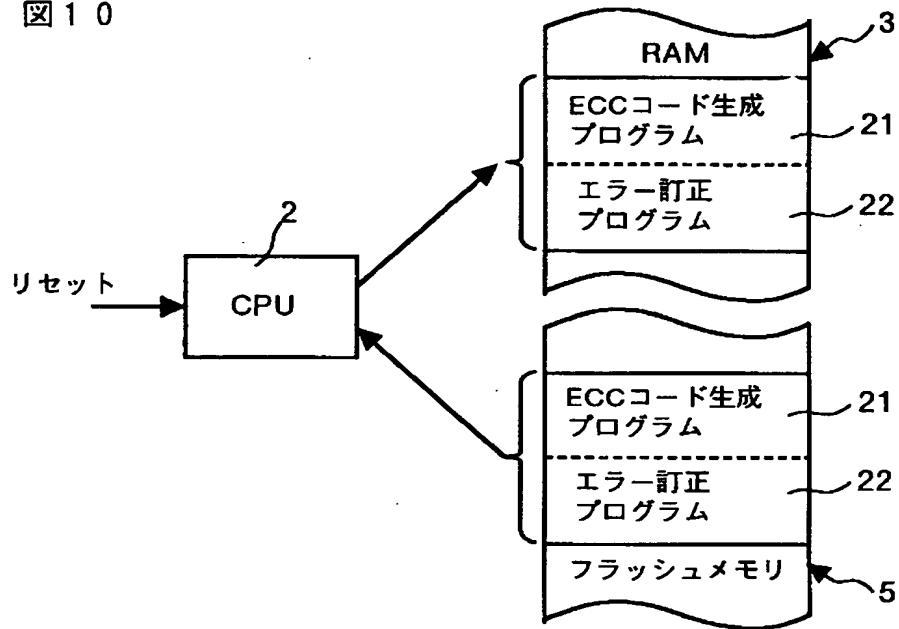 図10
RAM
3
ECCコード生成
プログラム
21
エラー訂正
プログラム
22
2
リセット
CPU
ECCコード生成
プログラム
21
エラー訂正
プログラム
22
フラッシュメモリ
5